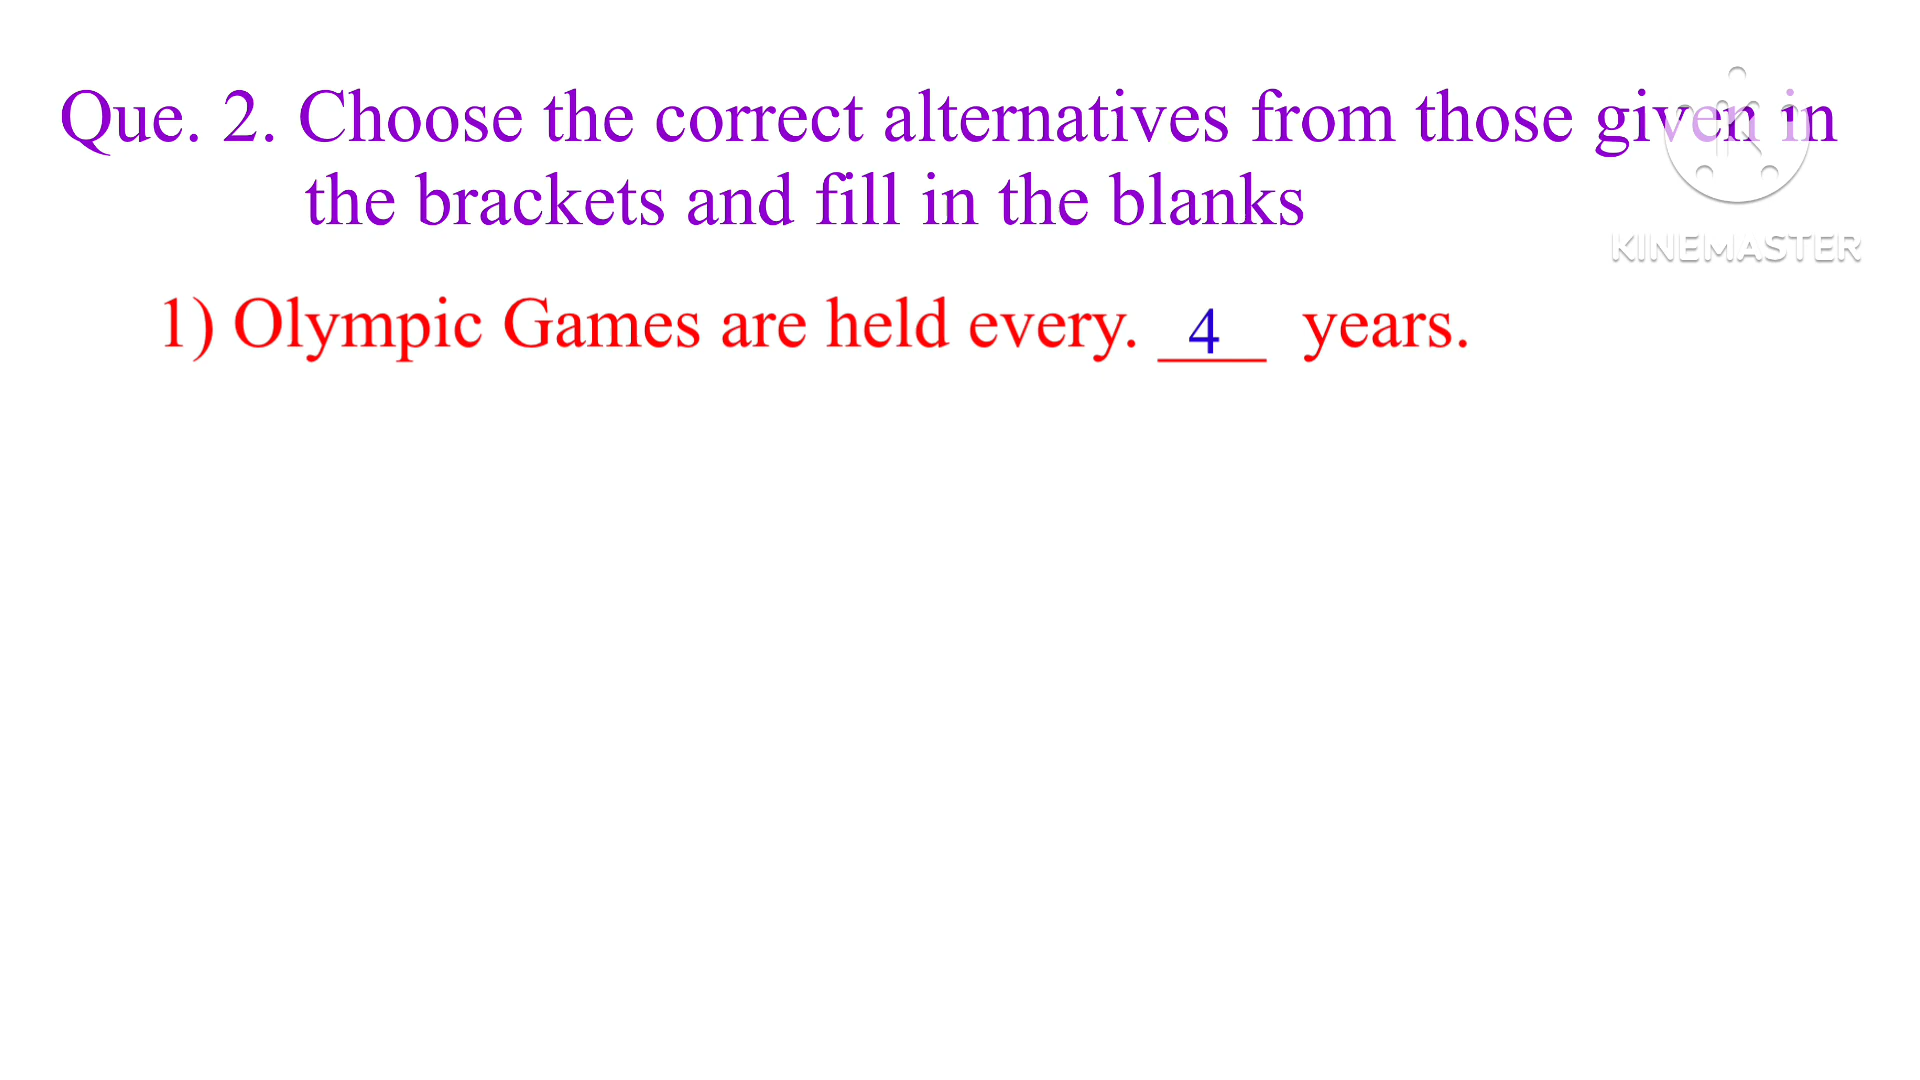 Que. 2. Choose the correct alternatives from those given in
the brackets and fill in the blanks
KINEMASTER
1) Olympic Games are held every. 4 years.